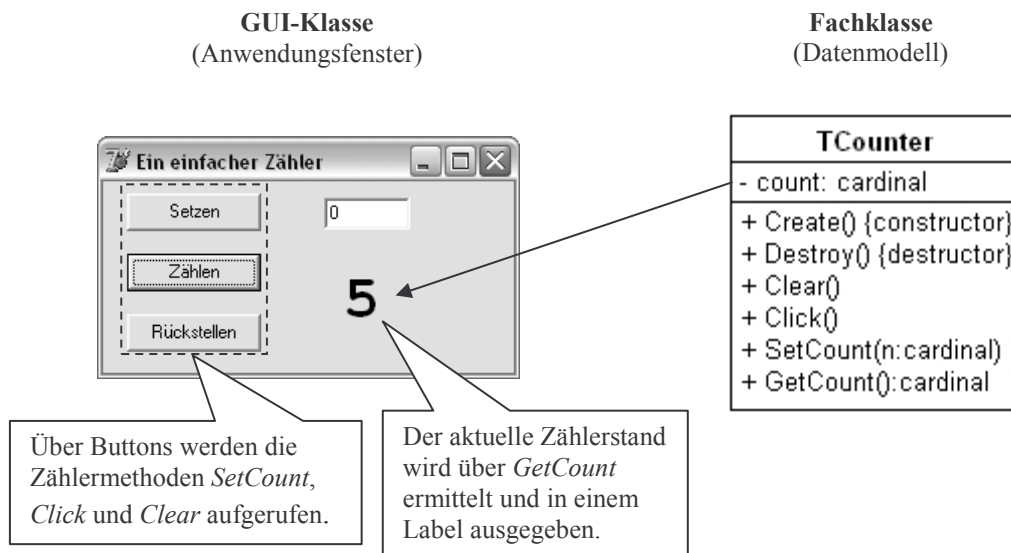 GUI-Klasse
(Anwendungsfenster)
Fachklasse
(Datenmodell)
Ein einfacher Zähler
Setzen
0
Zählen
5
Rückstellen
TCounter
- count: cardinal
+ Create() {constructor}
+ Destroy() {destructor}
+ Clear()
+ Click()
+ SetCount(n:cardinal)
+ GetCount():cardinal
Über Buttons werden die
Zählermethoden SetCount,
Click und Clear aufgerufen.
Der aktuelle Zählerstand
wird über GetCount
ermittelt und in einem
Label ausgegeben.